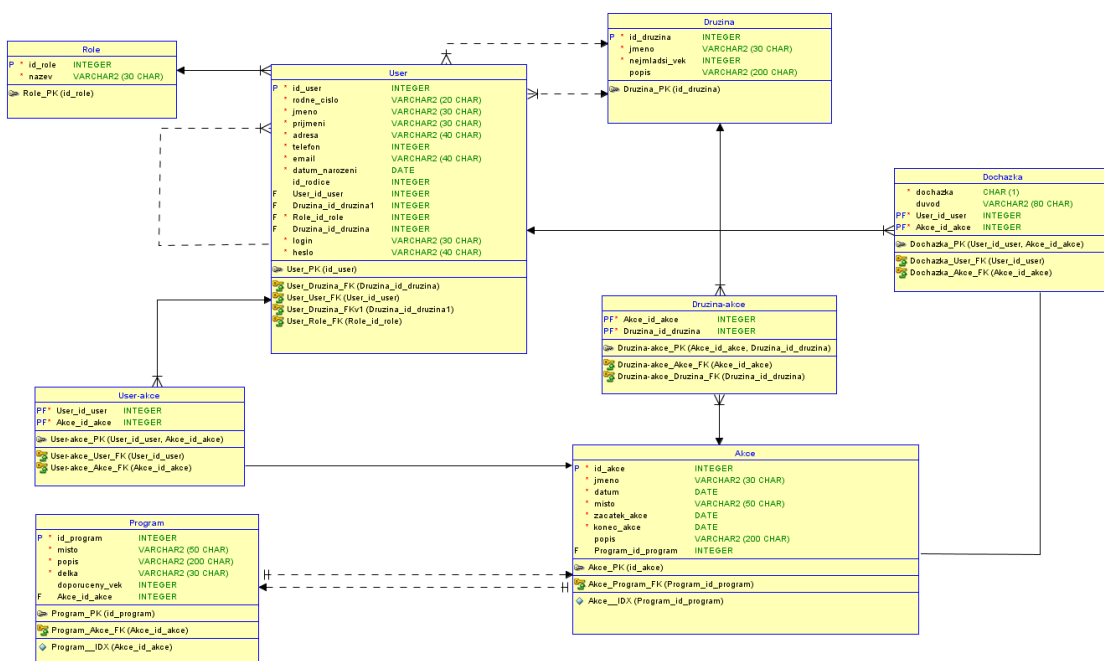 Role
P * id_role INTEGER
* nazev VARCHAR2 (30 CHAR)
Role_PK (id_role)
User
P * id_user INTEGER
* rodne_cislo VARCHAR2 (20 CHAR)
* jmeno VARCHAR2 (30 CHAR)
* prijmeni VARCHAR2 (30 CHAR)
* adresa VARCHAR2 (40 CHAR)
* telefon INTEGER
* email VARCHAR2 (40 CHAR)
* datum_narozeni DATE
id_rodice INTEGER
F User_id_user INTEGER
F Druzina_id_druzina1 INTEGER
F * Role_id_role INTEGER
F Druzina_id_druzina INTEGER
* login VARCHAR2 (30 CHAR)
* heslo VARCHAR2 (40 CHAR)
User_PK (id_user)
User_Druzina_FK (Druzina_id_druzina)
User_User_FK (User_id_user)
User_Druzina_FKv1 (Druzina_id_druzina1)
User_Role_FK (Role_id_role)
Druzina
P * id_druzina INTEGER
* jmeno VARCHAR2 (30 CHAR)
* nejmladsi_vek INTEGER
popis VARCHAR2 (200 CHAR)
Druzina_PK (id_druzina)
Dochazka
* dochazka CHAR (1)
duvod VARCHAR2 (80 CHAR)
PF* User_id_user INTEGER
PF* Akce_id_akce INTEGER
Dochazka_PK (User_id_user, Akce_id_akce)
Dochazka_User_FK (User_id_user)
Dochazka_Akce_FK (Akce_id_akce)
Druzina-akce
PF* Akce_id_akce INTEGER
PF* Druzina_id_druzina INTEGER
Druzina-akce_PK (Akce_id_akce, Druzina_id_druzina)
Druzina-akce_Akce_FK (Akce_id_akce)
Druzina-akce_Druzina_FK (Druzina_id_druzina)
User-akce
PF* User_id_user INTEGER
PF* Akce_id_akce INTEGER
User-akce_PK (User_id_user, Akce_id_akce)
User-akce_User_FK (User_id_user)
User-akce_Akce_FK (Akce_id_akce)
Akce
P * id_akce INTEGER
* jmeno VARCHAR2 (30 CHAR)
* datum DATE
* misto VARCHAR2 (50 CHAR)
* zacatek_akce DATE
* konec_akce DATE
popis VARCHAR2 (200 CHAR)
F Program_id_program INTEGER
Akce_PK (id_akce)
Akce_Program_FK (Program_id_program)
Akce__IDX (Program_id_program)
Program
P * id_program INTEGER
* misto VARCHAR2 (50 CHAR)
* popis VARCHAR2 (200 CHAR)
* delka VARCHAR2 (30 CHAR)
doporuceny_vek INTEGER
F Akce_id_akce INTEGER
Program_PK (id_program)
Program_Akce_FK (Akce_id_akce)
Program__IDX (Akce_id_akce)